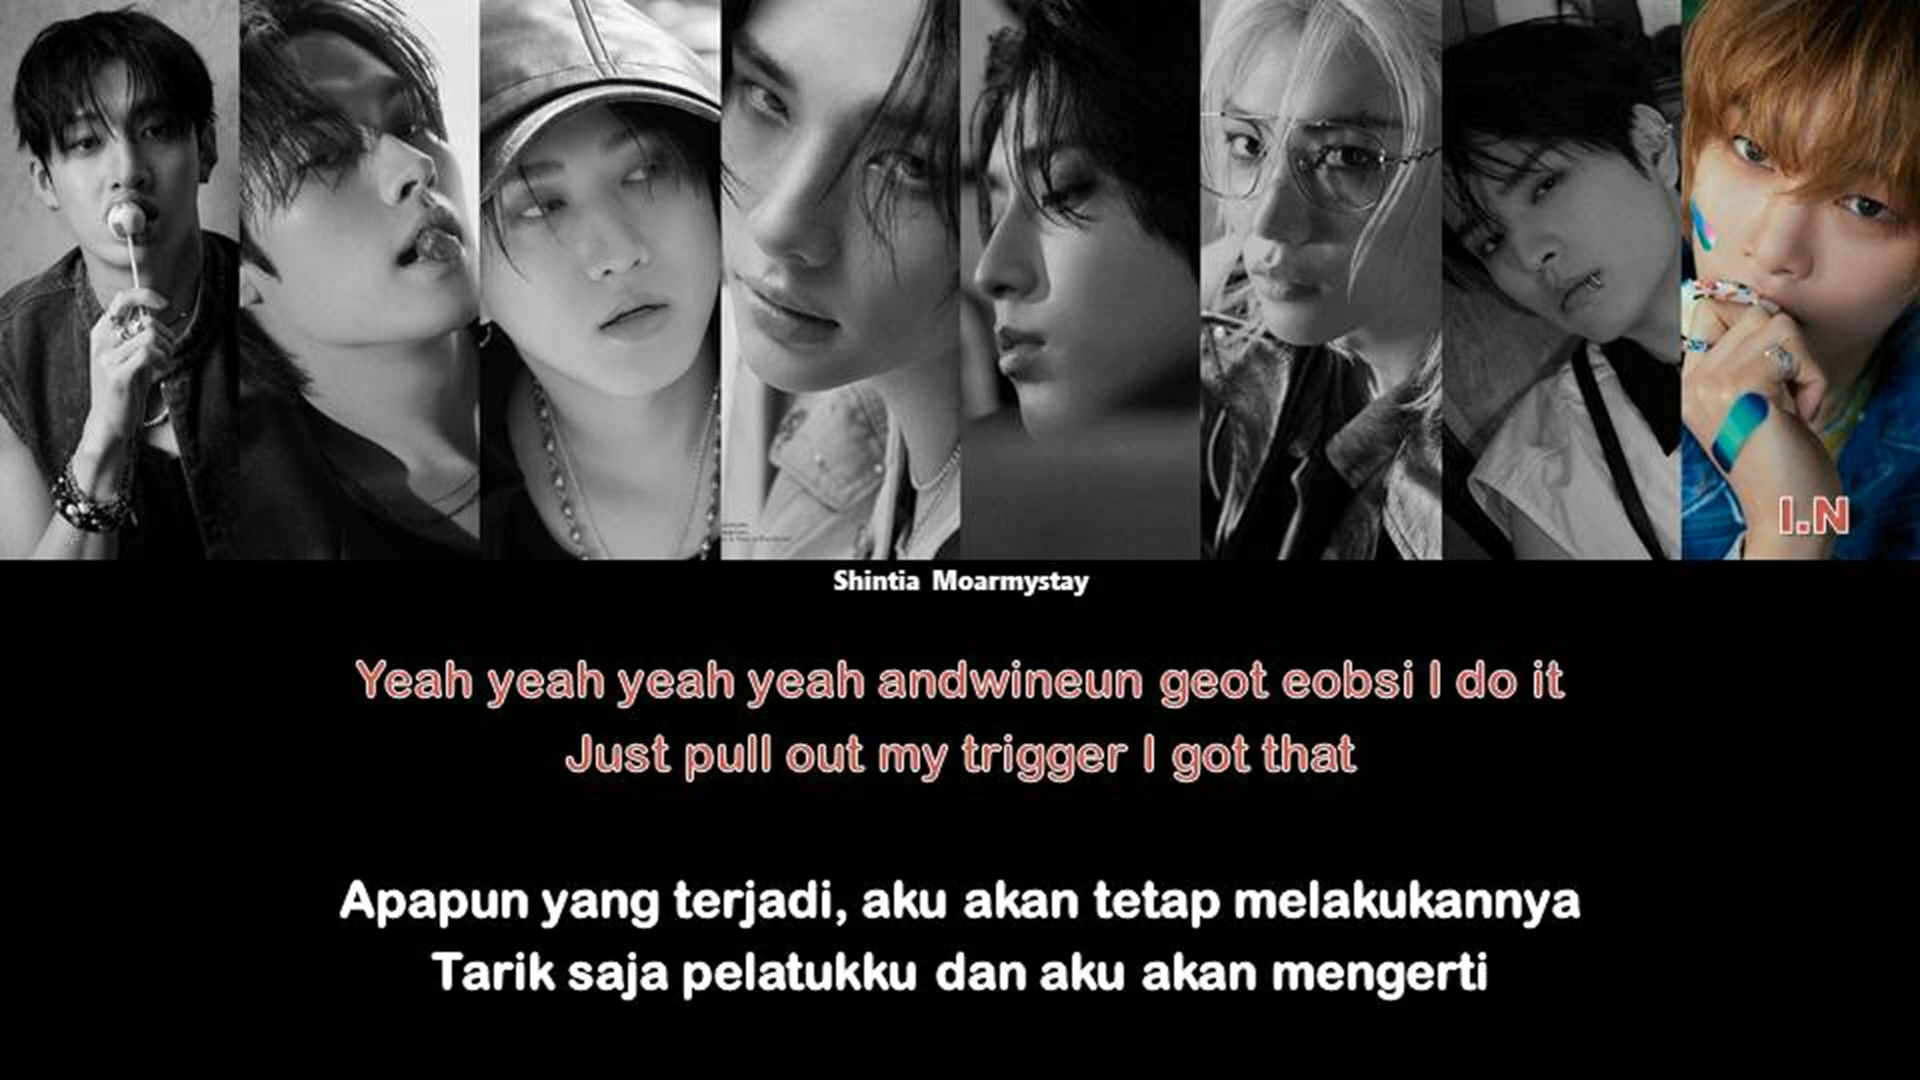 I.N
Shintia Moarmystay
Yeah yeah yeah yeah andwineun geot eobsi I do it
Just pull out my trigger I got that
Apapun yang terjadi, aku akan tetap melakukannya
Tarik saja pelatukku dan aku akan mengerti